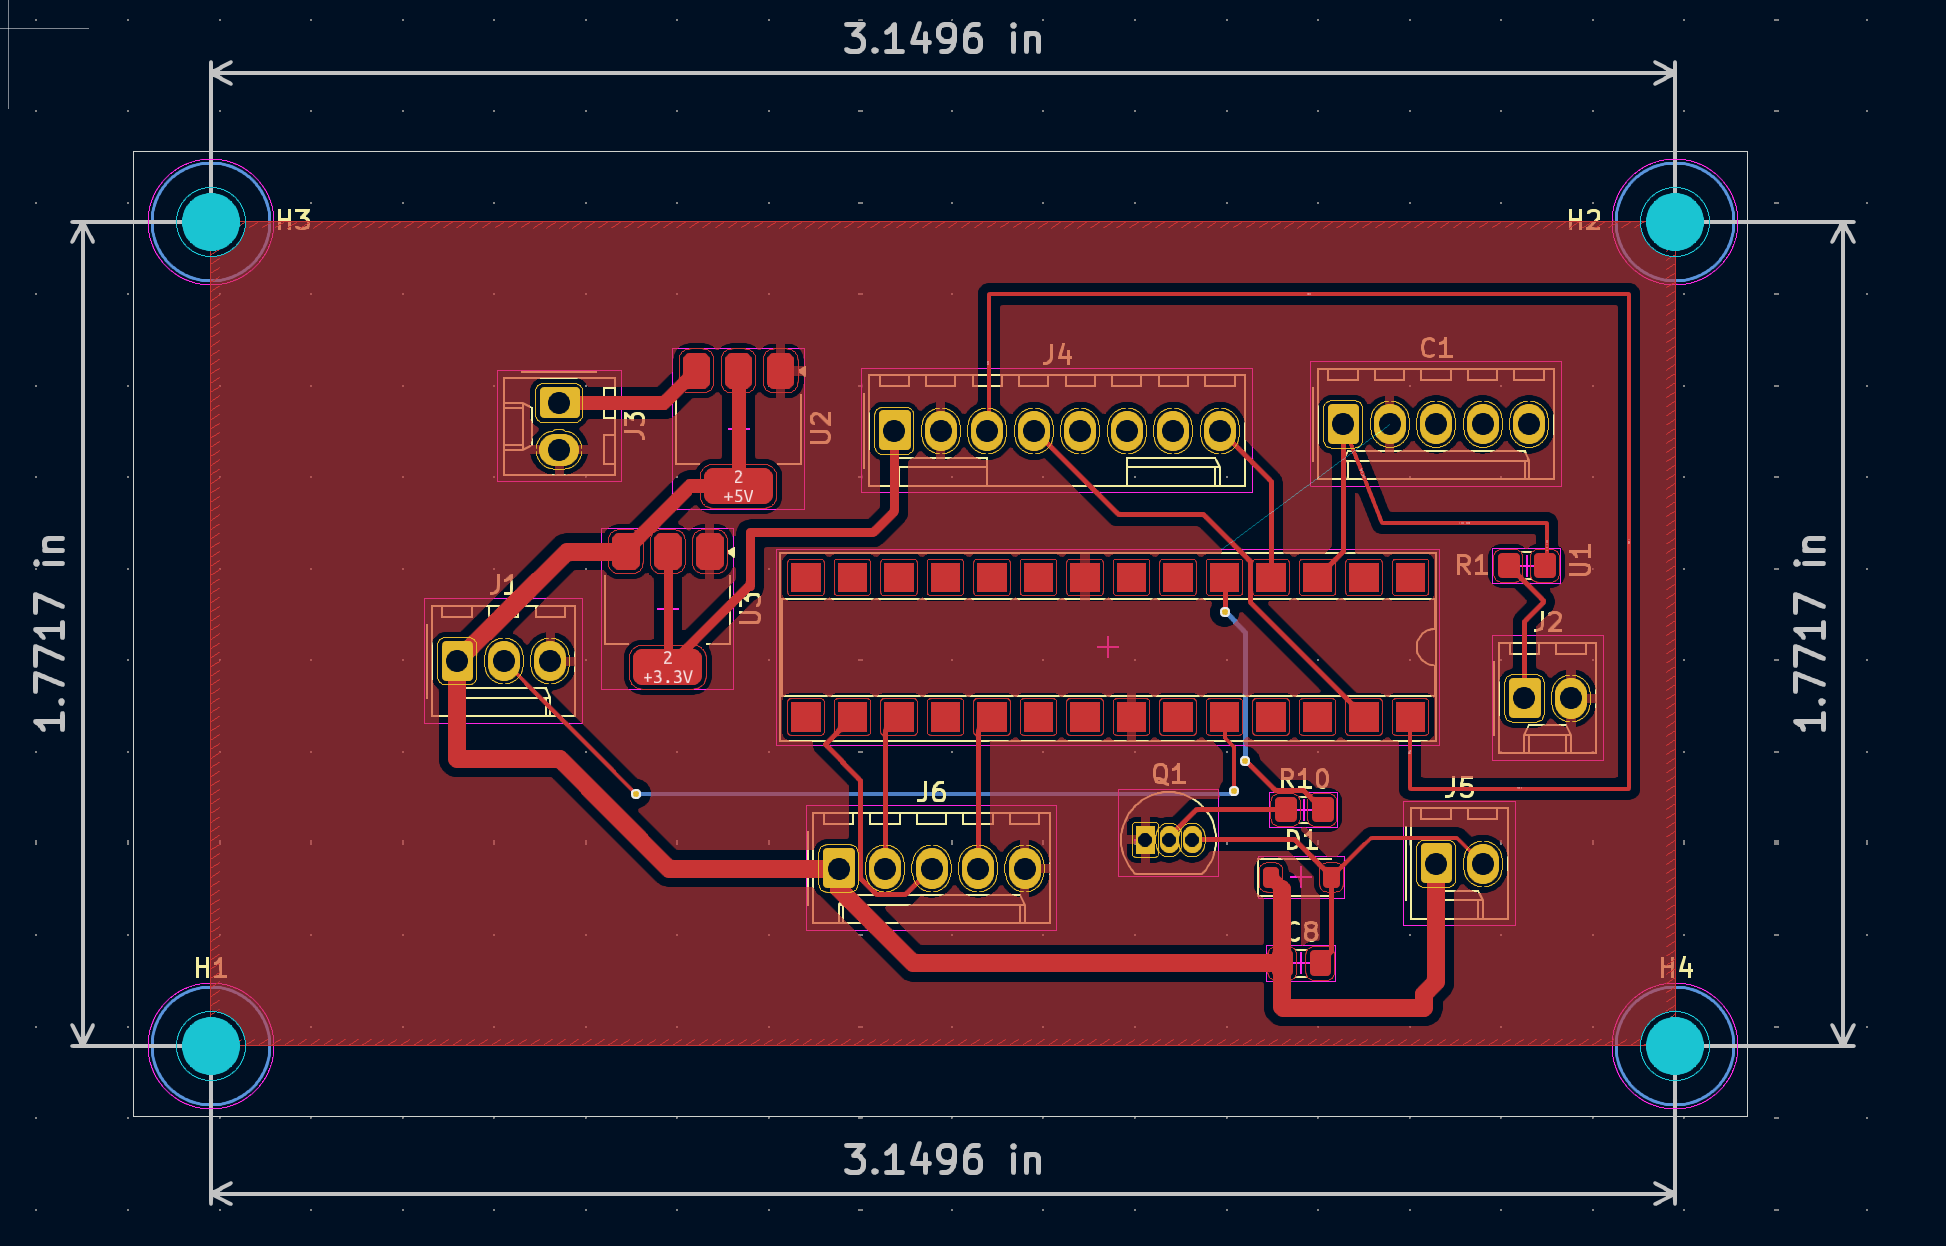 3.1496 in
H3
H2
J4
C1
J3
U2
2
+5V
1.7717 in
1.7717 in
R1
U1
J1
U3
J2
2
+3.3V
Q1
R10
J5
J6
D1
C8
H1
H4
3.1496 in